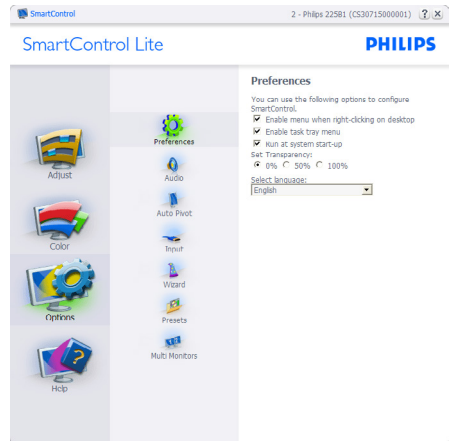 SmartControl
2 - Philips 225B1 (CS30715000001)
? X
SmartControl Lite
PHILIPS
Adjust
Color
Options
Help
Preferences
Audio
Auto Pivot
Input
Wizard
Presets
Multi Monitors
Preferences
You can use the following options to configure
SmartControl.
Enable menu when right-clicking on desktop
Enable task tray menu
Run at system start-up
Set Transparency:
0% 50% 100%
Select language:
English